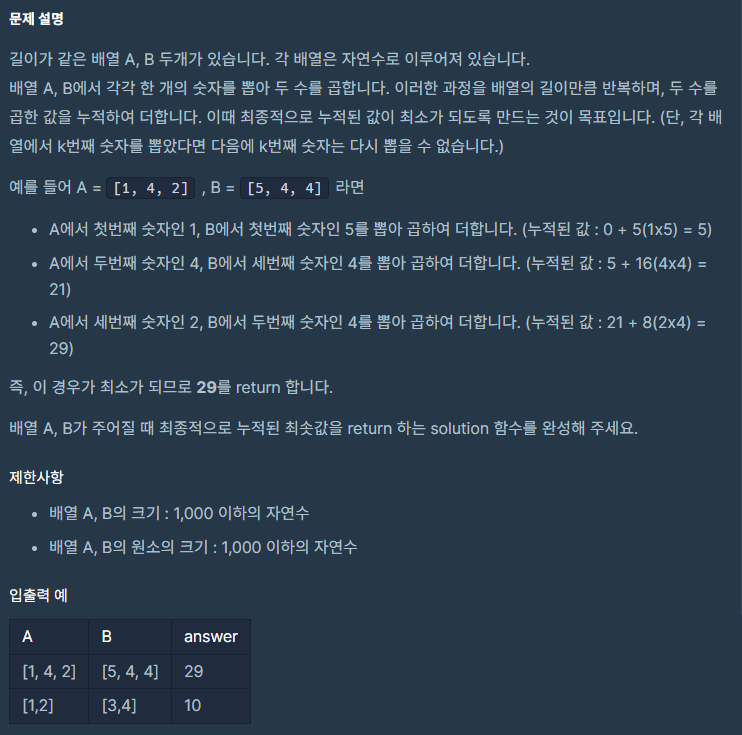 문제 설명
길이가 같은 배열 A, B 두개가 있습니다. 각 배열은 자연수로 이루어져 있습니다.
배열 A, B에서 각각 한 개의 숫자를 뽑아 두 수를 곱합니다. 이러한 과정을 배열의 길이만큼 반복하며, 두 수를
곱한 값을 누적하여 더합니다. 이때 최종적으로 누적된 값이 최소가 되도록 만드는 것이 목표입니다. (단, 각 배
열에서 k번째 숫자를 뽑았다면 다음에 k번째 숫자는 다시 뽑을 수 없습니다.)
예를 들어 A = [1, 4, 2] , B = [5, 4, 4] 라면
• A에서 첫번째 숫자인 1, B에서 첫번째 숫자인 5를 뽑아 곱하여 더합니다. (누적된 값 : 0 + 5(1x5) = 5)
• A에서 두번째 숫자인 4, B에서 세번째 숫자인 4를 뽑아 곱하여 더합니다. (누적된 값 : 5 + 16(4x4) =
21)
• A에서 세번째 숫자인 2, B에서 두번째 숫자인 4를 뽑아 곱하여 더합니다. (누적된 값 : 21 + 8(2x4) =
29)
즉, 이 경우가 최소가 되므로 29를 return 합니다.
배열 A, B가 주어질 때 최종적으로 누적된 최솟값을 return 하는 solution 함수를 완성해 주세요.
제한사항
• 배열 A, B의 크기 : 1,000 이하의 자연수
• 배열 A, B의 원소의 크기 : 1,000 이하의 자연수
입출력 예
A B answer
[1, 4, 2] [5, 4, 4] 29
[1,2] [3,4] 10